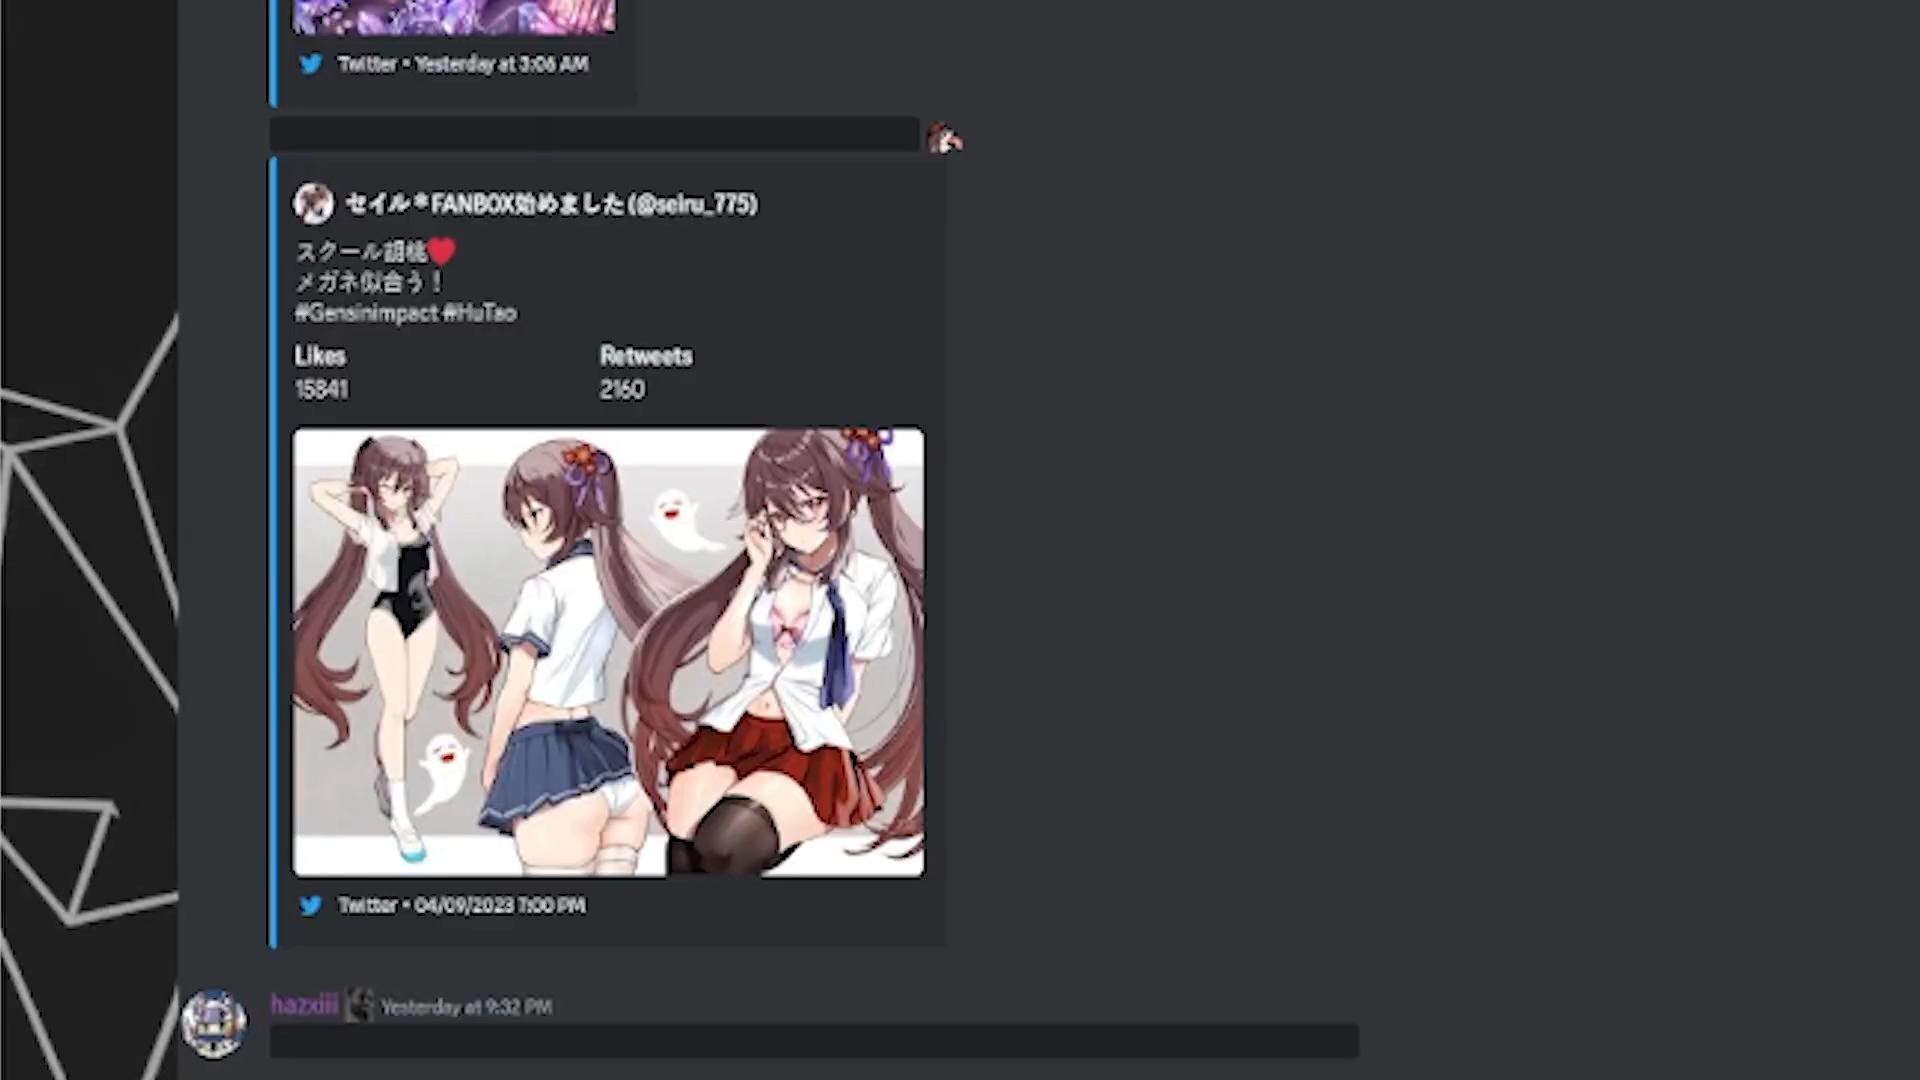 Twitter • Yesterday at 3:06 AM
セイル*FANBOX始めました (@seiru_775)
スクール胡桃❤
メガネ似合う！
#Gensinimpact #HuTao
Likes
Retweets
15841
2160
Twitter • 04/09/2023 7:00 PM
hazxiii Yesterday at 9:32 PM